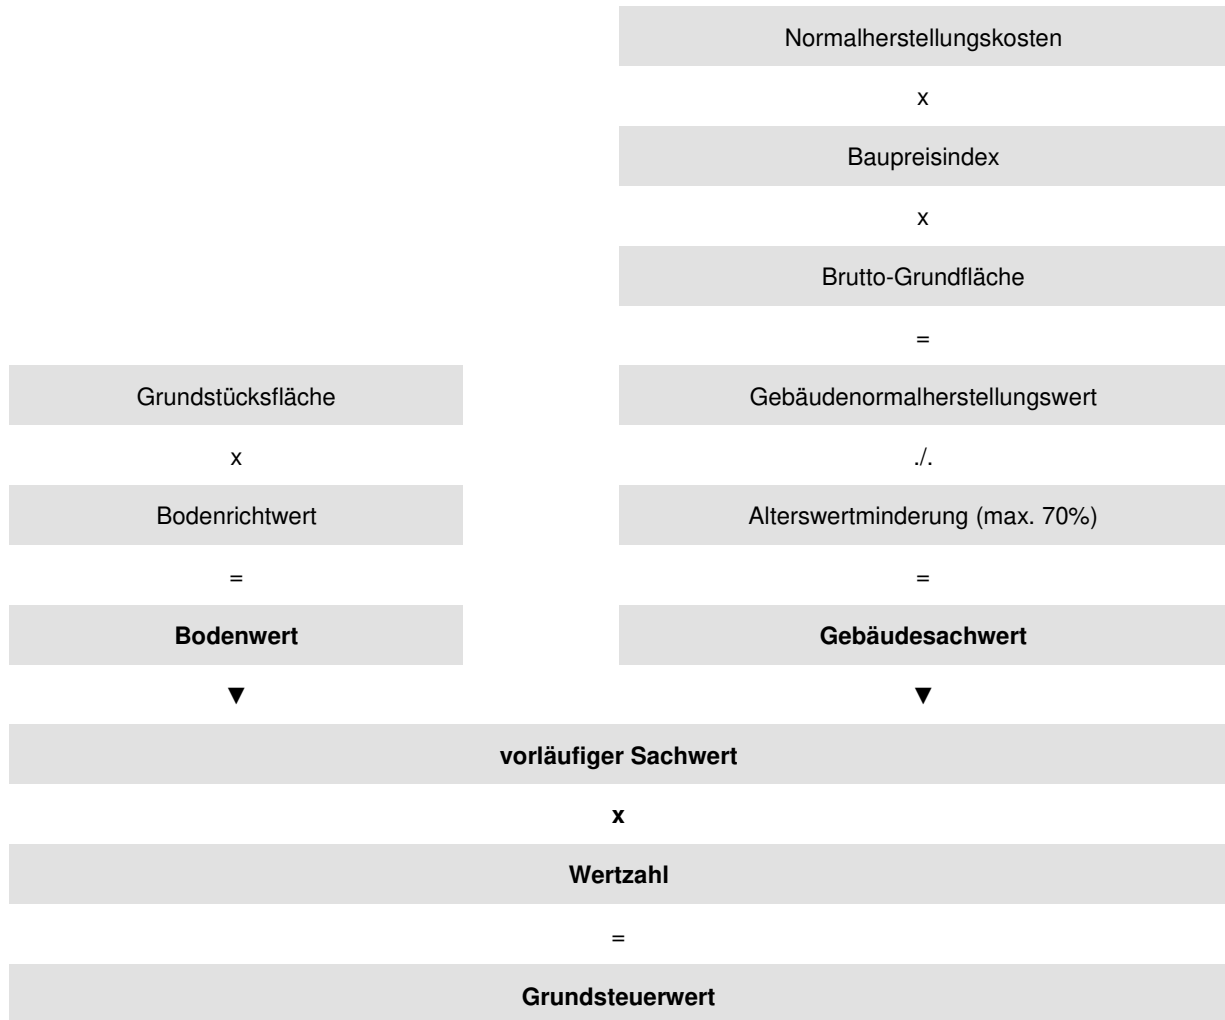 Normalherstellungskosten
x
Baupreisindex
x
Brutto-Grundfläche
=
Grundstücksfläche
Gebäudenormalherstellungswert
x
./.
Bodenrichtwert
Alterswertminderung (max. 70%)
=
=
Bodenwert
Gebäudesachwert
▼
▼
vorläufiger Sachwert
x
Wertzahl
=
Grundsteuerwert